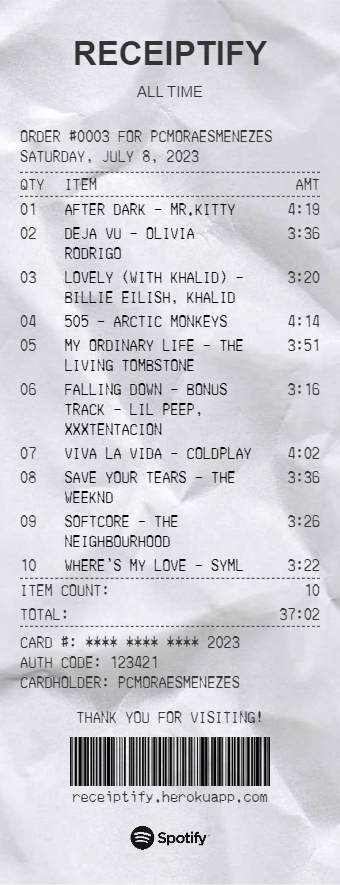 RECEIPTIFY
ALL TIME
ORDER #0003 FOR PCMORAESMENEZES
SATURDAY, JULY 8, 2023
QTY ITEM AMT
01 AFTER DARK - MR.KITTY 4:19
02 DEJA VU - OLIVIA 3:36
RODRIGO
03 LOVELY (WITH KHALID) - 3:20
BILLIE EILISH, KHALID
04 505 - ARCTIC MONKEYS 4:14
05 MY ORDINARY LIFE - THE 3:51
LIVING TOMBSTONE
06 FALLING DOWN - BONUS 3:16
TRACK - LIL PEEP,
XXXTENTACION
07 VIVA LA VIDA - COLDPLAY 4:02
08 SAVE YOUR TEARS - THE 3:36
WEEKND
09 SOFTCORE - THE 3:26
NEIGHBOURHOOD
10 WHERE'S MY LOVE - SYML 3:22
ITEM COUNT: 10
TOTAL: 37:02
CARD #: **** **** **** 2023
AUTH CODE: 123421
CARDHOLDER: PCMORAESMENEZES
THANK YOU FOR VISITING!
receiptify.herokuapp.com
Spotify